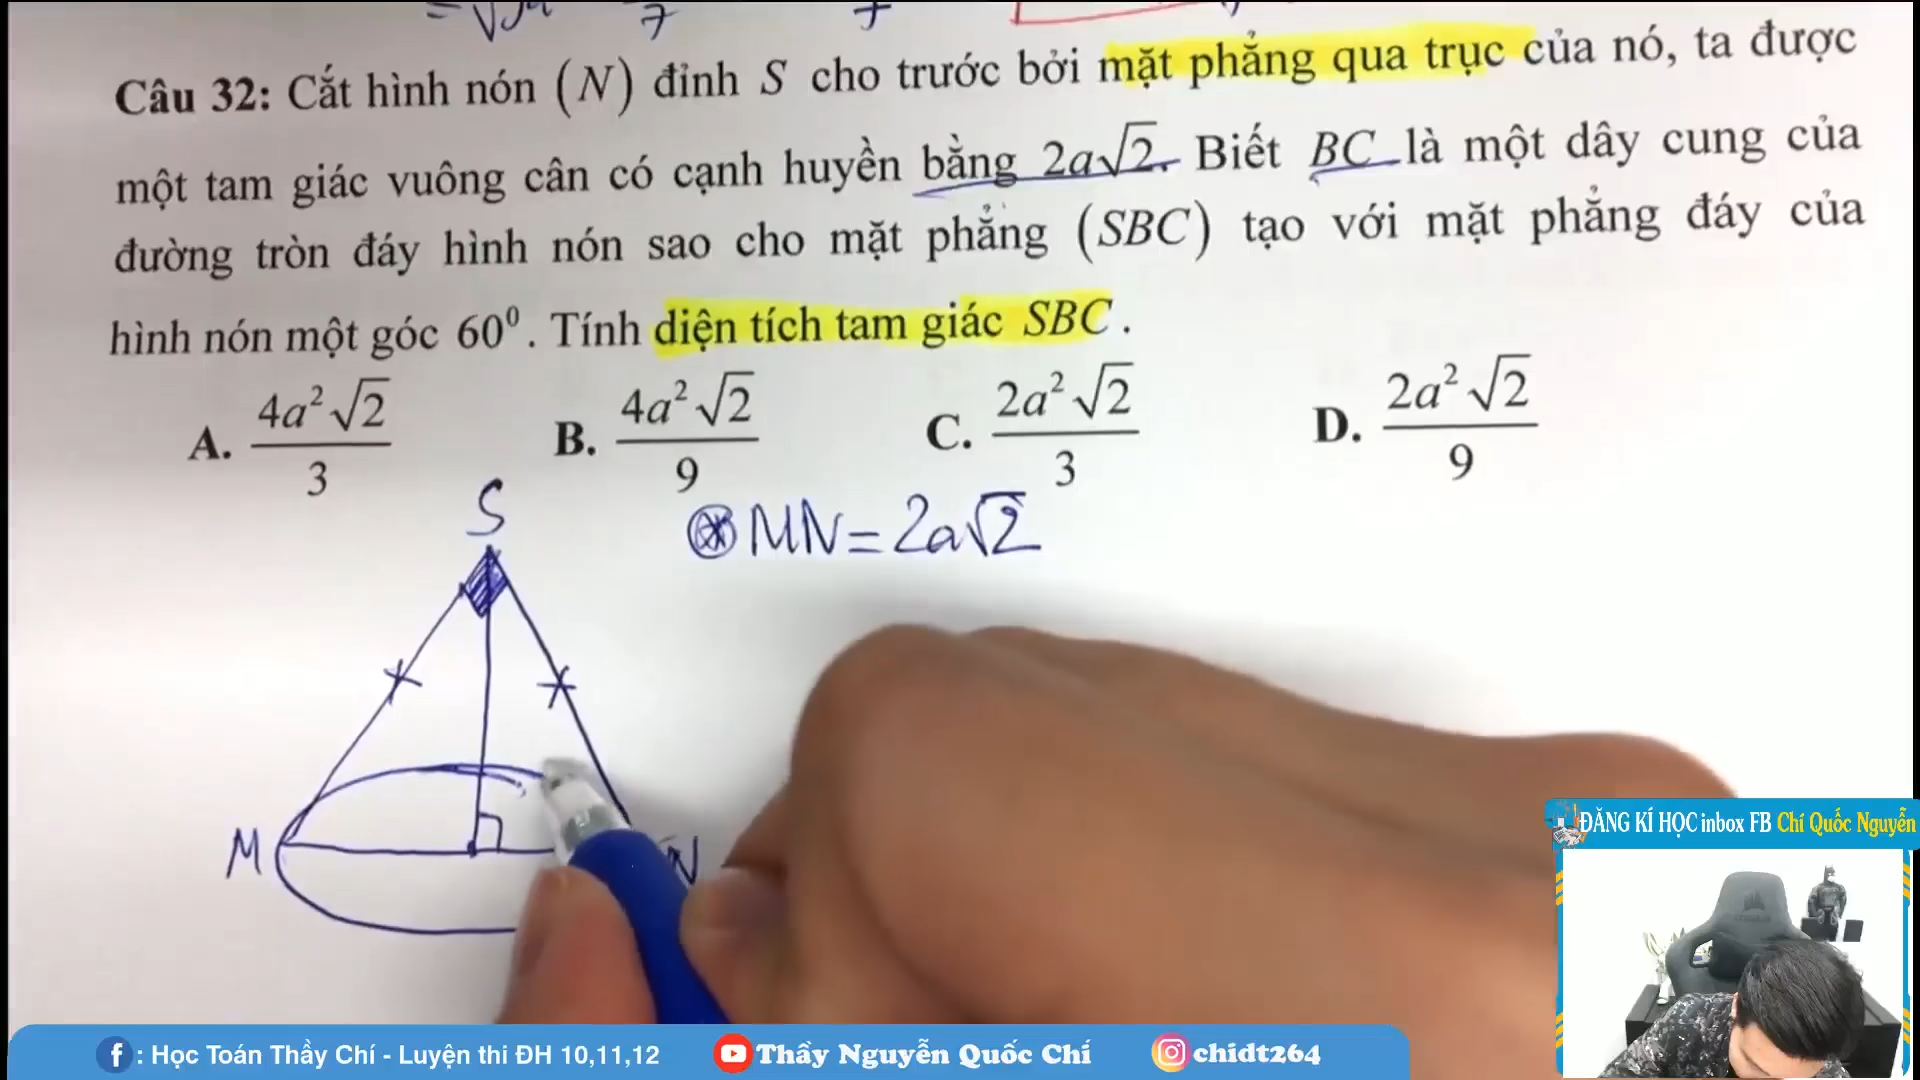 Câu 32: Cắt hình nón (N) đỉnh S cho trước bởi mặt phẳng qua trục của nó, ta được
một tam giác vuông cân có cạnh huyền bằng 2a√2. Biết BC là một dây cung của
đường tròn đáy hình nón sao cho mặt phẳng (SBC) tạo với mặt phẳng đáy của
hình nón một góc 60⁰. Tính diện tích tam giác SBC.
A. 4a²√2/3 B. 4a²√2/9 C. 2a²√2/3 D. 2a²√2/9
S
⊛ MN = 2a√2
M N
ĐĂNG KÍ HỌC inbox FB Chí Quốc Nguyễn
: Học Toán Thầy Chí - Luyện thi ĐH 10,11,12 Thầy Nguyễn Quốc Chí chidt264